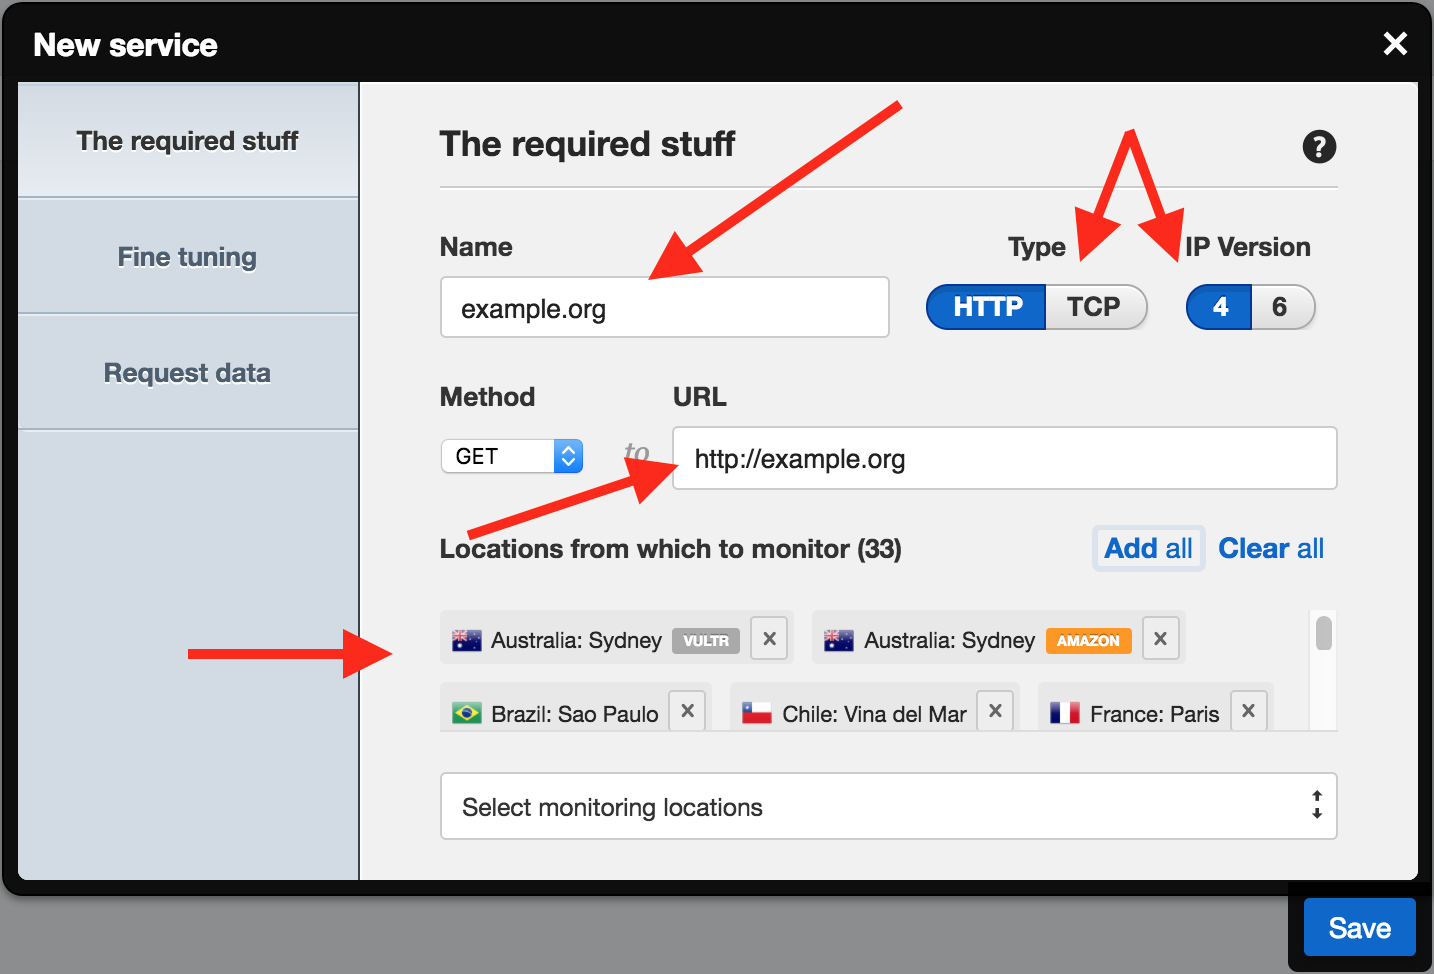 New service
The required stuff
Fine tuning
Request data
The required stuff
?
Name
Type
IP Version
example.org
HTTP
TCP
4
6
Method
URL
GET
to
http://example.org
Locations from which to monitor (33)
Add all
Clear all
Australia: Sydney VULTR
Australia: Sydney AMAZON
Brazil: Sao Paulo
Chile: Vina del Mar
France: Paris
Select monitoring locations
Save